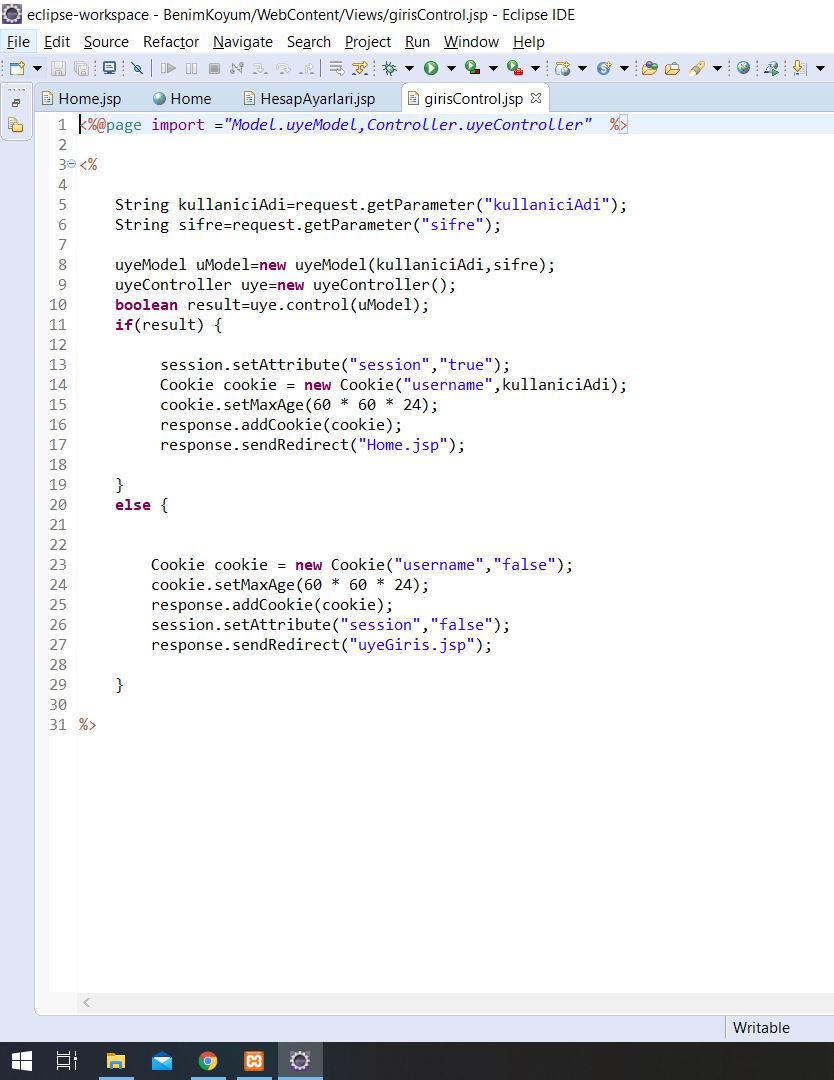 eclipse-workspace - BenimKoyum/WebContent/Views/girisControl.jsp - Eclipse IDE
File Edit Source Refactor Navigate Search Project Run Window Help
Home.jsp Home HesapAyarlari.jsp girisControl.jsp
1 <%@page import ="Model.uyeModel,Controller.uyeController"  %>
2
3 <%
4
5     String kullaniciAdi=request.getParameter("kullaniciAdi");
6     String sifre=request.getParameter("sifre");
7
8     uyeModel uModel=new uyeModel(kullaniciAdi,sifre);
9     uyeController uye=new uyeController();
10     boolean result=uye.control(uModel);
11     if(result) {
12
13          session.setAttribute("session","true");
14          Cookie cookie = new Cookie("username",kullaniciAdi);
15          cookie.setMaxAge(60 * 60 * 24);
16          response.addCookie(cookie);
17          response.sendRedirect("Home.jsp");
18
19     }
20     else {
21
22
23         Cookie cookie = new Cookie("username","false");
24         cookie.setMaxAge(60 * 60 * 24);
25         response.addCookie(cookie);
26         session.setAttribute("session","false");
27         response.sendRedirect("uyeGiris.jsp");
28
29     }
30
31 %>
Writable